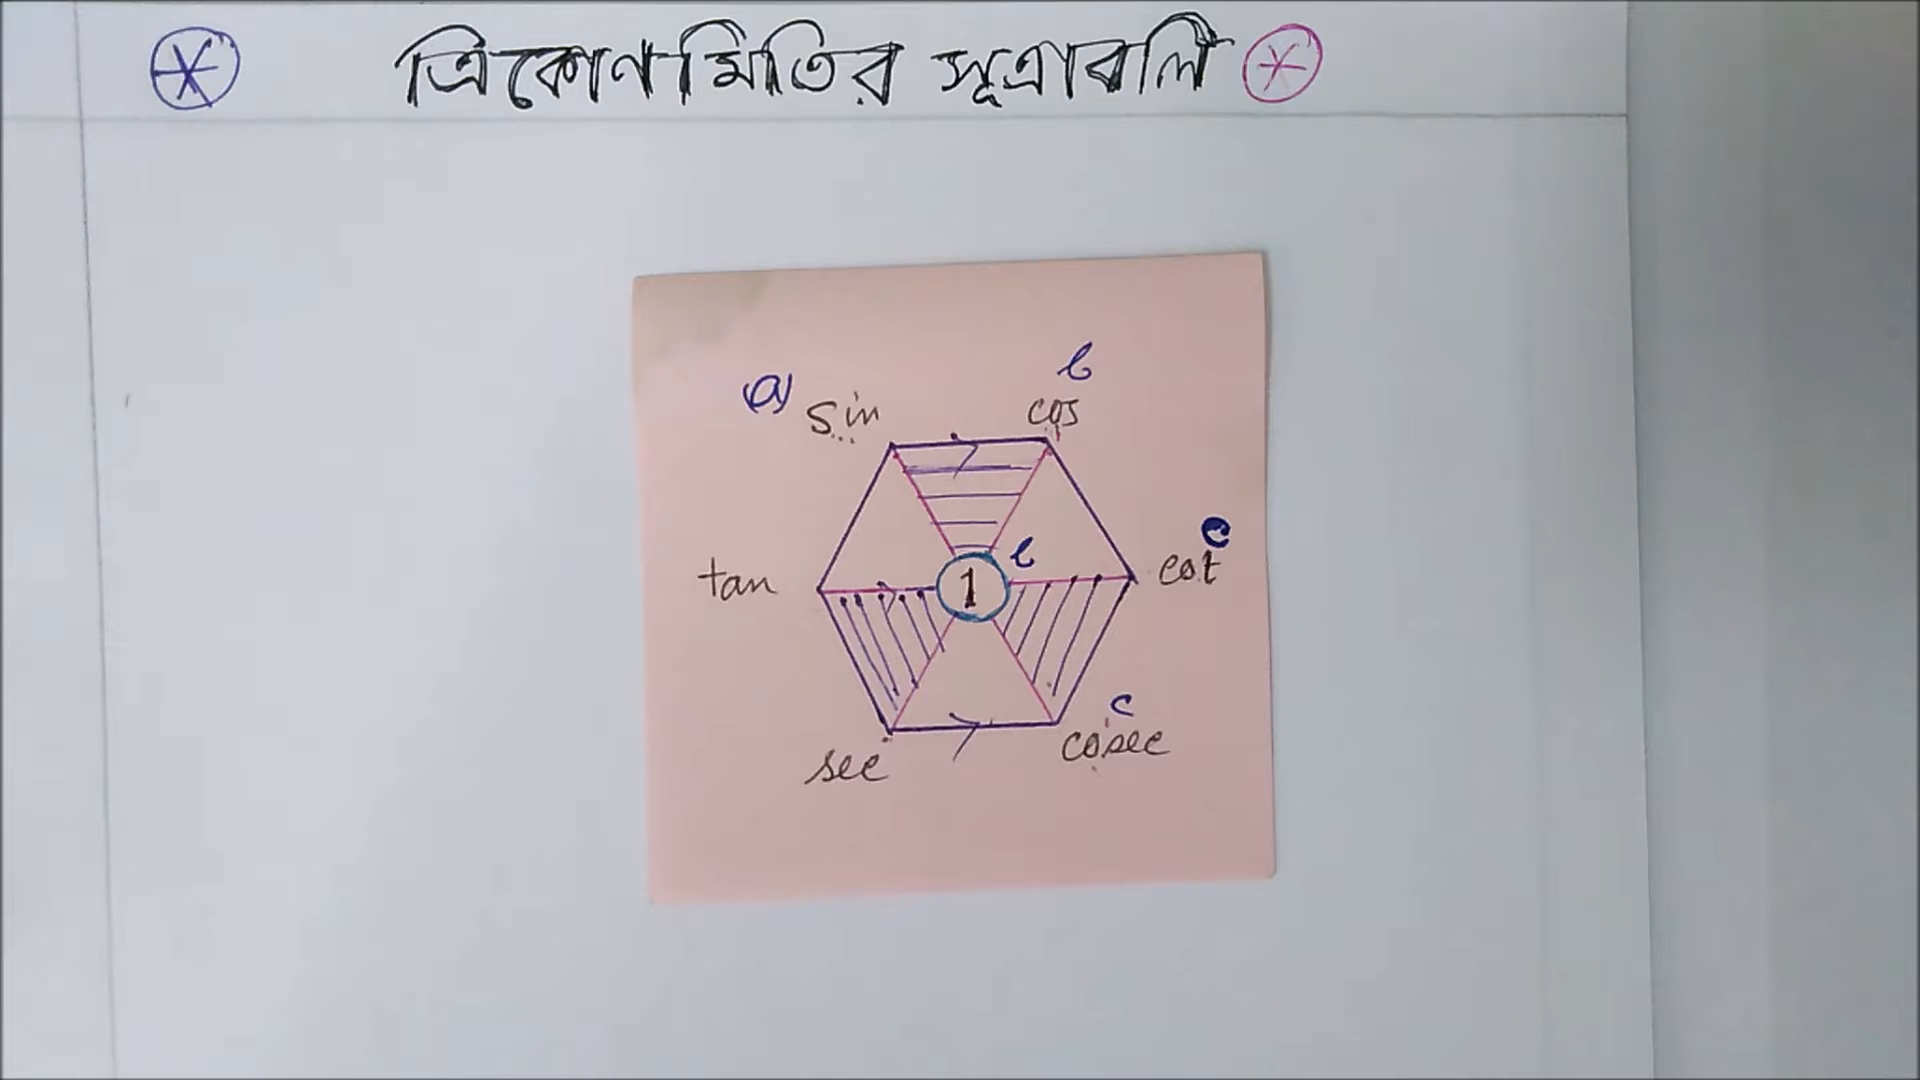 ত্রিকোণমিতির সূত্রাবলি
a b
sin cos
b c
tan 1 cot
c
sec cosec